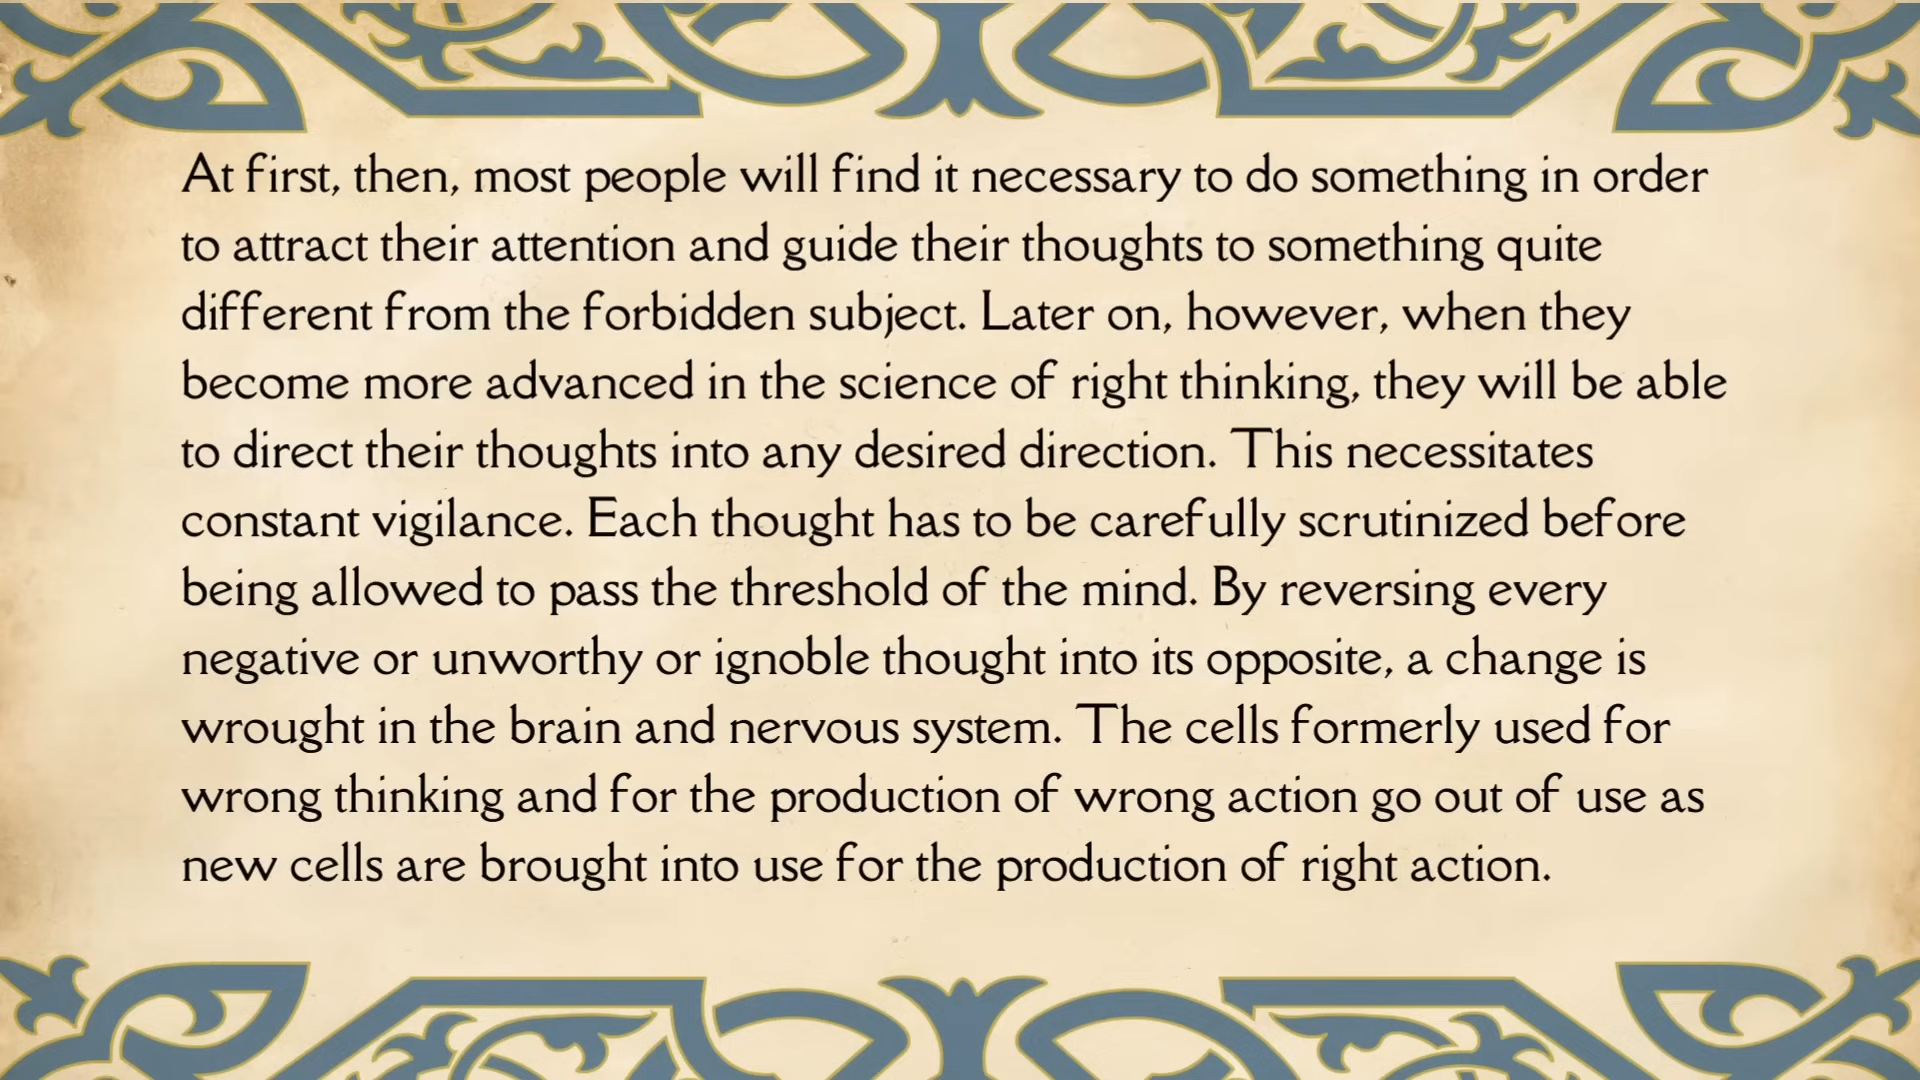 At first, then, most people will find it necessary to do something in order
to attract their attention and guide their thoughts to something quite
different from the forbidden subject. Later on, however, when they
become more advanced in the science of right thinking, they will be able
to direct their thoughts into any desired direction. This necessitates
constant vigilance. Each thought has to be carefully scrutinized before
being allowed to pass the threshold of the mind. By reversing every
negative or unworthy or ignoble thought into its opposite, a change is
wrought in the brain and nervous system. The cells formerly used for
wrong thinking and for the production of wrong action go out of use as
new cells are brought into use for the production of right action.